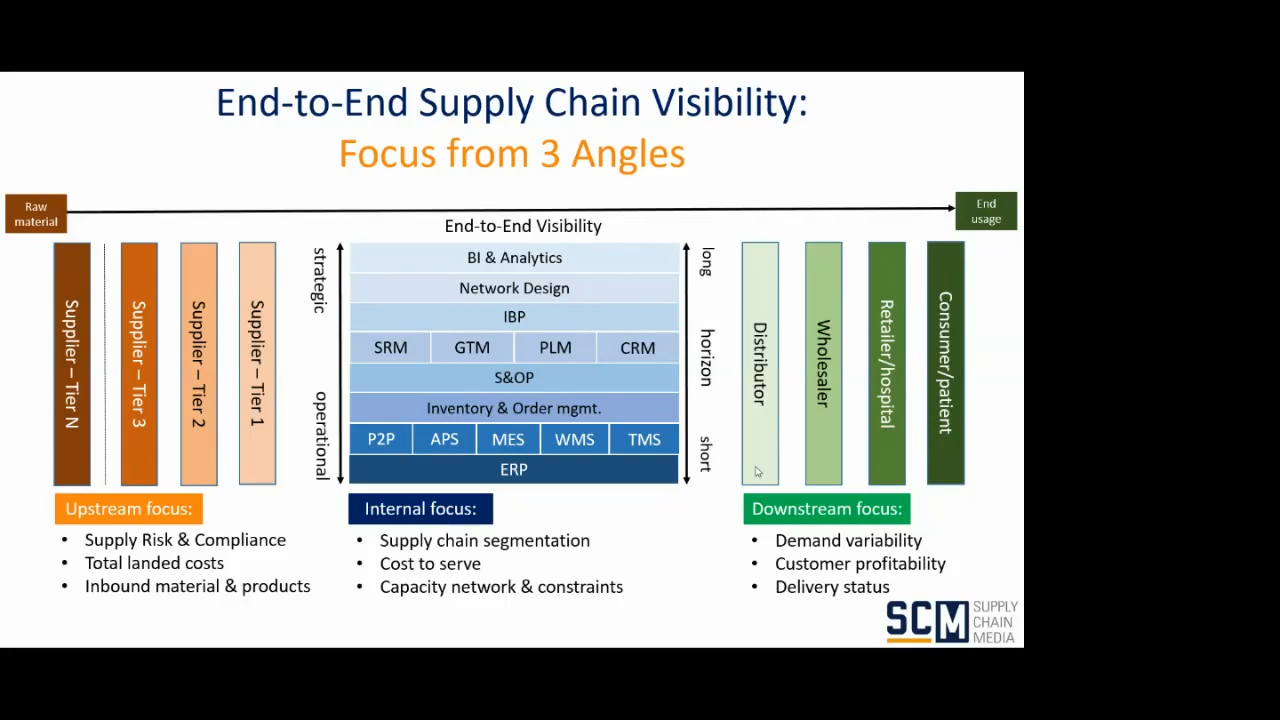 End-to-End Supply Chain Visibility:
Focus from 3 Angles
Raw
material
End
usage
End-to-End Visibility
Supplier – Tier N
Supplier – Tier 3
Supplier – Tier 2
Supplier – Tier 1
strategic
operational
BI & Analytics
Network Design
IBP
SRM GTM PLM CRM
S&OP
Inventory & Order mgmt.
P2P APS MES WMS TMS
ERP
long
horizon
short
Distributor
Wholesaler
Retailer/hospital
Consumer/patient
Upstream focus:
• Supply Risk & Compliance
• Total landed costs
• Inbound material & products
Internal focus:
• Supply chain segmentation
• Cost to serve
• Capacity network & constraints
Downstream focus:
• Demand variability
• Customer profitability
• Delivery status
SCM
SUPPLY
CHAIN
MEDIA